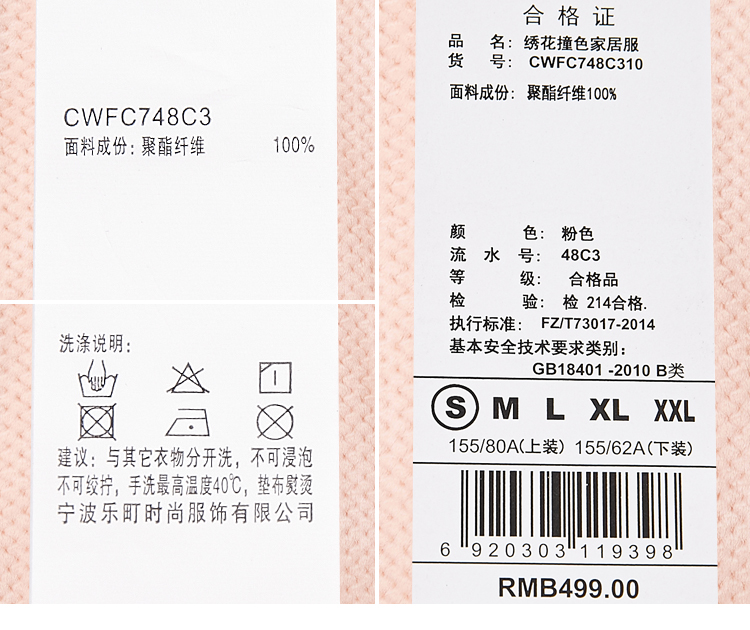 CWFC748C3
面料成份：聚酯纤维 100%
洗涤说明：
建议：与其它衣物分开洗，不可浸泡
不可绞拧，手洗最高温度40℃，垫布熨烫
宁波乐町时尚服饰有限公司
合格证
品 名：绣花撞色家居服
货 号：CWFC748C310
面料成份：聚酯纤维100%
颜 色：粉色
流 水 号：48C3
等 级：合格品
检 验：检 214合格.
执行标准：FZ/T73017-2014
基本安全技术要求类别：
GB18401 -2010 B类
S M L XL XXL
155/80A(上装) 155/62A(下装)
6 920303 119398
RMB499.00